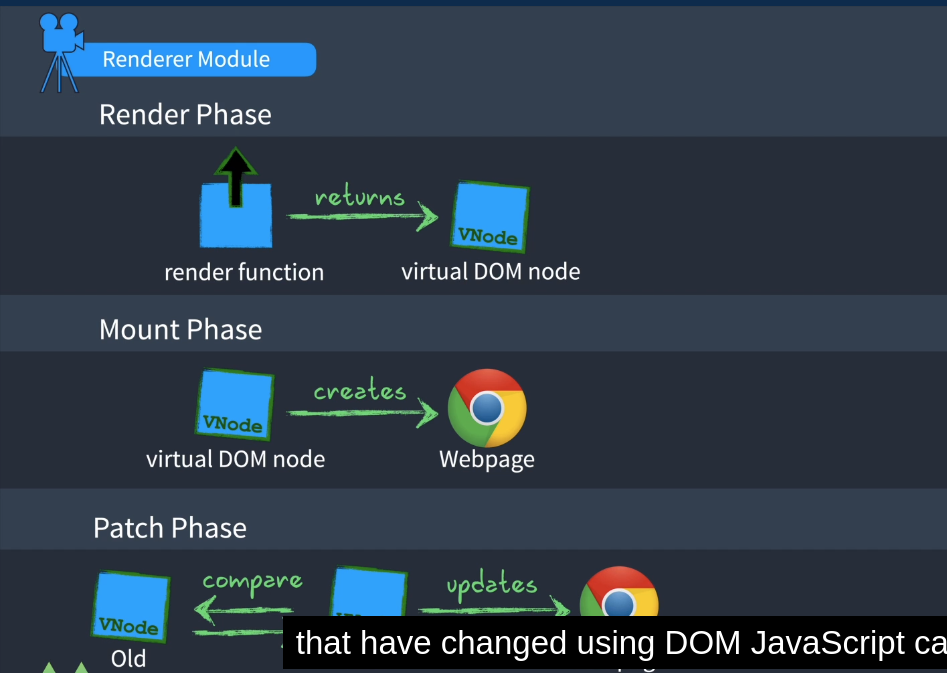 Renderer Module
Render Phase
returns
VNode
render function
virtual DOM node
Mount Phase
creates
VNode
virtual DOM node
Webpage
Patch Phase
compare
updates
VNode
Old
that have changed using DOM JavaScript ca